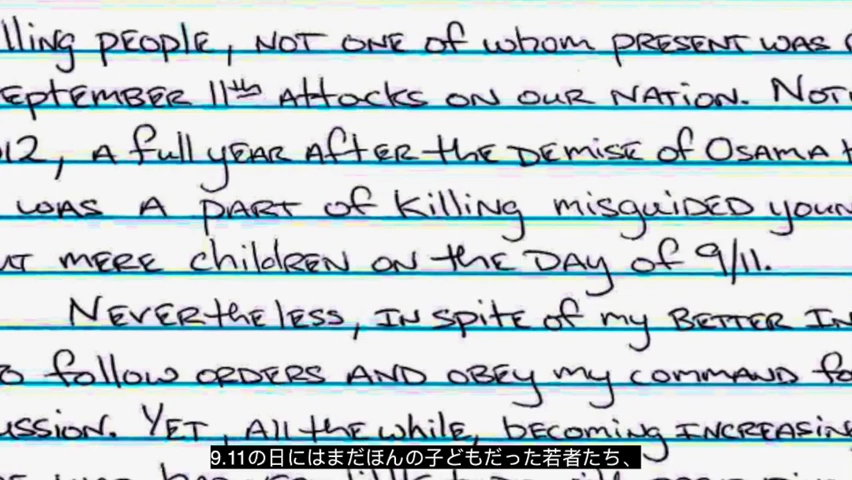 lling people, not one of whom present was
eptember 11th attacks on our nation. Not
12, a full year after the demise of Osama
was a part of killing misguided youn
mere children on the day of 9/11.
Nevertheless, in spite of my better in
o follow orders and obey my command fo
ussion. Yet, all the while, becoming increasing
9.11の日にはまだほんの子どもだった若者たち、